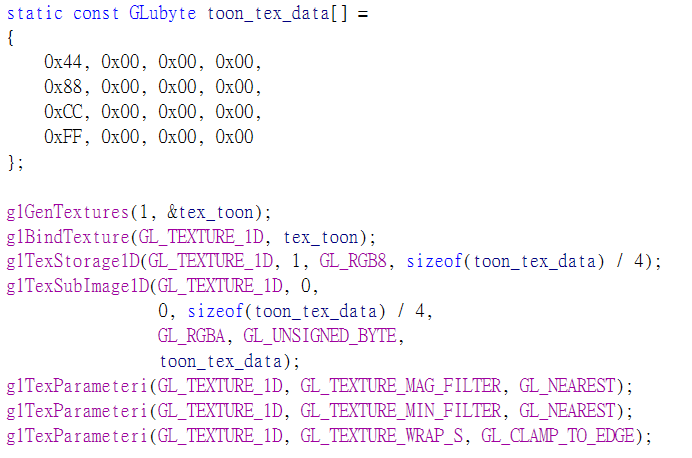 static const GLubyte toon_tex_data[] =
{
    0x44, 0x00, 0x00, 0x00,
    0x88, 0x00, 0x00, 0x00,
    0xCC, 0x00, 0x00, 0x00,
    0xFF, 0x00, 0x00, 0x00
};

glGenTextures(1, &tex_toon);
glBindTexture(GL_TEXTURE_1D, tex_toon);
glTexStorage1D(GL_TEXTURE_1D, 1, GL_RGB8, sizeof(toon_tex_data) / 4);
glTexSubImage1D(GL_TEXTURE_1D, 0,
                0, sizeof(toon_tex_data) / 4,
                GL_RGBA, GL_UNSIGNED_BYTE,
                toon_tex_data);
glTexParameteri(GL_TEXTURE_1D, GL_TEXTURE_MAG_FILTER, GL_NEAREST);
glTexParameteri(GL_TEXTURE_1D, GL_TEXTURE_MIN_FILTER, GL_NEAREST);
glTexParameteri(GL_TEXTURE_1D, GL_TEXTURE_WRAP_S, GL_CLAMP_TO_EDGE);